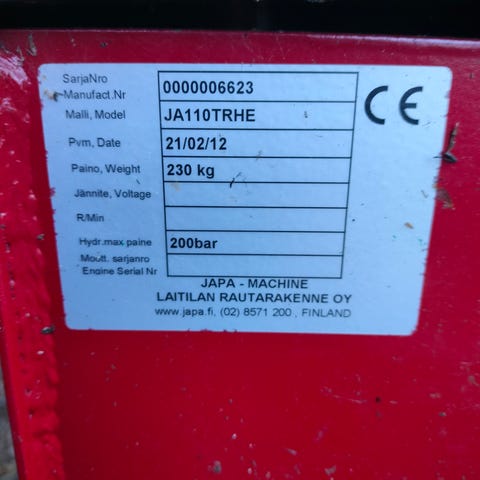 SarjaNro
Manufact.Nr 0000006623
Malli, Model JA110TRHE
Pvm, Date 21/02/12
Paino, Weight 230 kg
Jännite, Voltage
R/Min
Hydr.max paine 200bar
Moott. sarjanro
Engine Serial Nr
CE
JAPA - MACHINE
LAITILAN RAUTARAKENNE OY
www.japa.fi, (02) 8571 200 , FINLAND